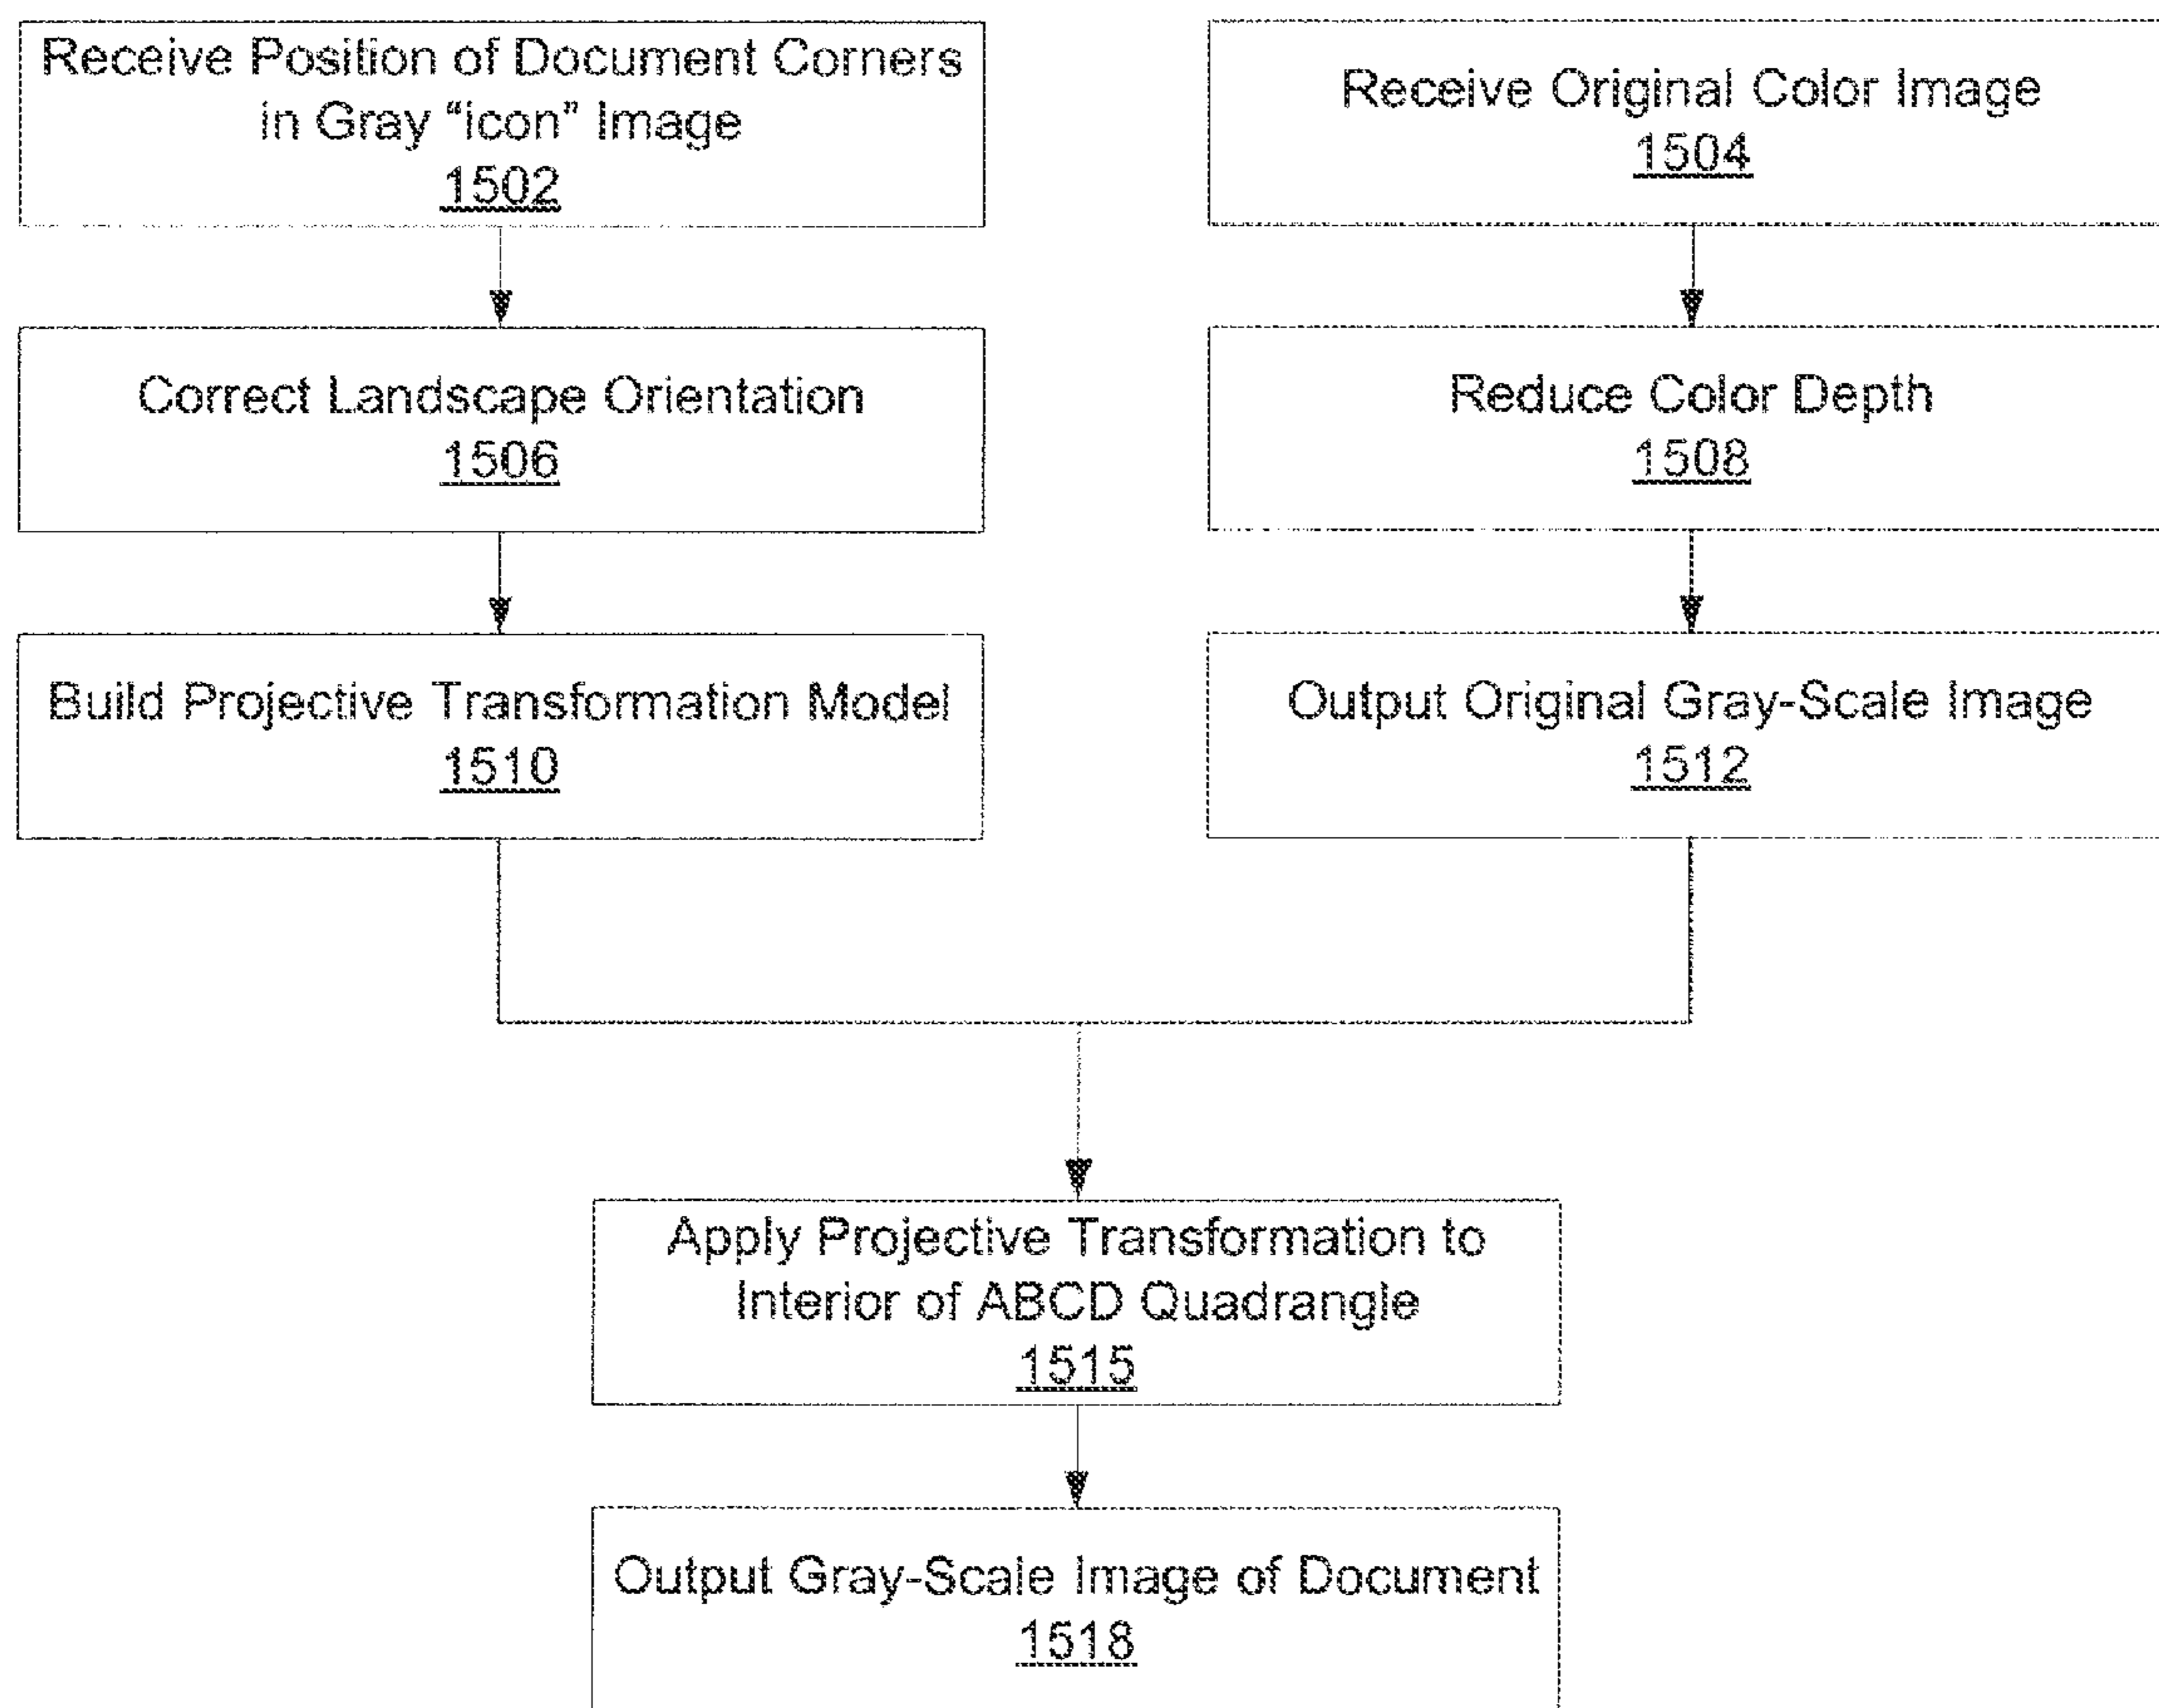 Receive Position of Document Corners
in Gray “icon” Image
1502
Receive Original Color Image
1504
Correct Landscape Orientation
1506
Reduce Color Depth
1508
Build Projective Transformation Model
1510
Output Original Gray-Scale Image
1512
Apply Projective Transformation to
Interior of ABCD Quadrangle
1515
Output Gray-Scale Image of Document
1518